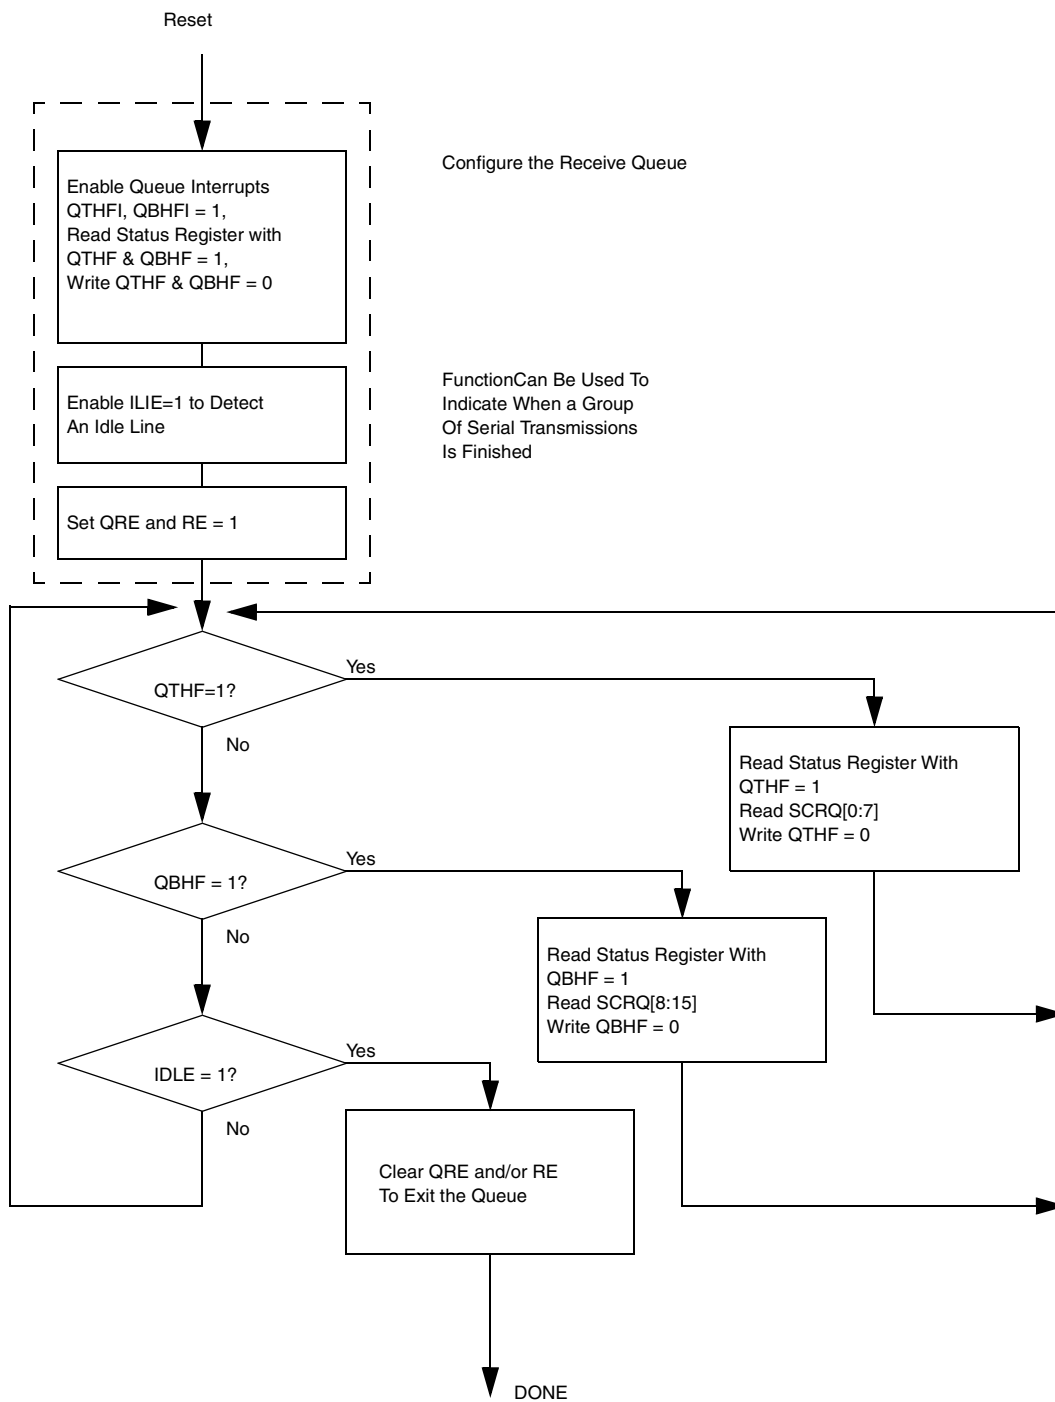 Reset
Configure the Receive Queue
Enable Queue Interrupts
QTHFI, QBHFI = 1,
Read Status Register with
QTHF & QBHF = 1,
Write QTHF & QBHF = 0
FunctionCan Be Used To
Indicate When a Group
Of Serial Transmissions
Is Finished
Enable ILIE=1 to Detect
An Idle Line
Set QRE and RE = 1
QTHF=1?
Yes
No
Read Status Register With
QTHF = 1
Read SCRQ[0:7]
Write QTHF = 0
QBHF = 1?
Yes
No
Read Status Register With
QBHF = 1
Read SCRQ[8:15]
Write QBHF = 0
IDLE = 1?
Yes
No
Clear QRE and/or RE
To Exit the Queue
DONE